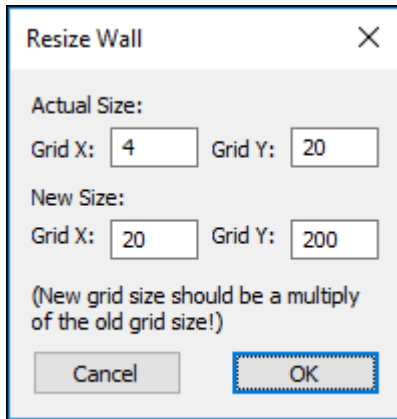 Resize Wall
Actual Size:
Grid X: 4 Grid Y: 20
New Size:
Grid X: 20 Grid Y: 200
(New grid size should be a multiply
of the old grid size!)
Cancel OK